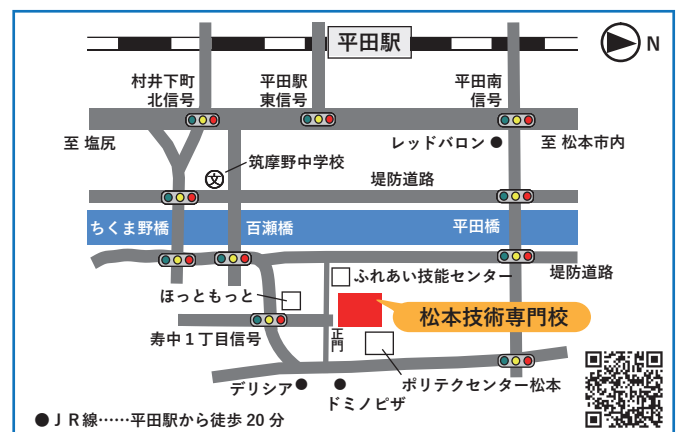 平田駅
N
村井下町
北信号
平田駅
東信号
平田南
信号
至 塩尻
レッドバロン
至 松本市内
文
筑摩野中学校
堤防道路
ちくま野橋
百瀬橋
平田橋
堤防道路
ふれあい技能センター
ほっともっと
松本技術専門校
寿中1丁目信号
正門
デリシア
ドミノピザ
ポリテクセンター松本
●JR線……平田駅から徒歩20分